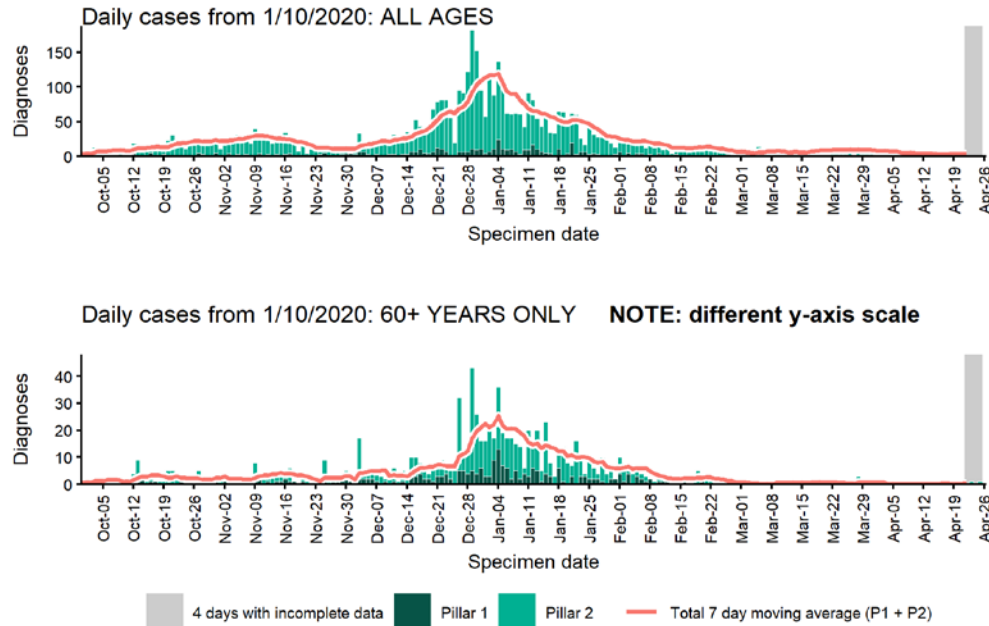 Daily cases from 1/10/2020: ALL AGES
Diagnoses
150
100
50
0
Oct-05
Oct-12
Oct-19
Oct-26
Nov-02
Nov-09
Nov-16
Nov-23
Nov-30
Dec-07
Dec-14
Dec-21
Dec-28
Jan-04
Jan-11
Jan-18
Jan-25
Feb-01
Feb-08
Feb-15
Feb-22
Mar-01
Mar-08
Mar-15
Mar-22
Mar-29
Apr-05
Apr-12
Apr-19
Apr-26
Specimen date
Daily cases from 1/10/2020: 60+ YEARS ONLY NOTE: different y-axis scale
Diagnoses
40
30
20
10
0
Oct-05
Oct-12
Oct-19
Oct-26
Nov-02
Nov-09
Nov-16
Nov-23
Nov-30
Dec-07
Dec-14
Dec-21
Dec-28
Jan-04
Jan-11
Jan-18
Jan-25
Feb-01
Feb-08
Feb-15
Feb-22
Mar-01
Mar-08
Mar-15
Mar-22
Mar-29
Apr-05
Apr-12
Apr-19
Apr-26
Specimen date
4 days with incomplete data Pillar 1 Pillar 2 Total 7 day moving average (P1 + P2)